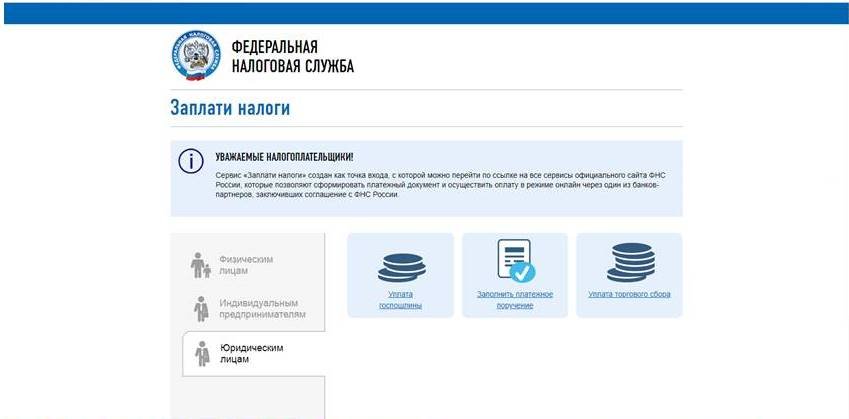 ФЕДЕРАЛЬНАЯ
НАЛОГОВАЯ СЛУЖБА
Заплати налоги
УВАЖАЕМЫЕ НАЛОГОПЛАТЕЛЬЩИКИ!
Сервис «Заплати налоги» создан как точка входа, с которой можно перейти по ссылке на все сервисы официального сайта ФНС
России, которые позволяют сформировать платежный документ и осуществить оплату в режиме онлайн через один из банков-
партнеров, заключивших соглашение с ФНС России.
Физическим
лицам
Индивидуальным
предпринимателям
Юридическим
лицам
Уплата
госпошлины
Заполнить платежное
поручение
Уплата торгового сбора